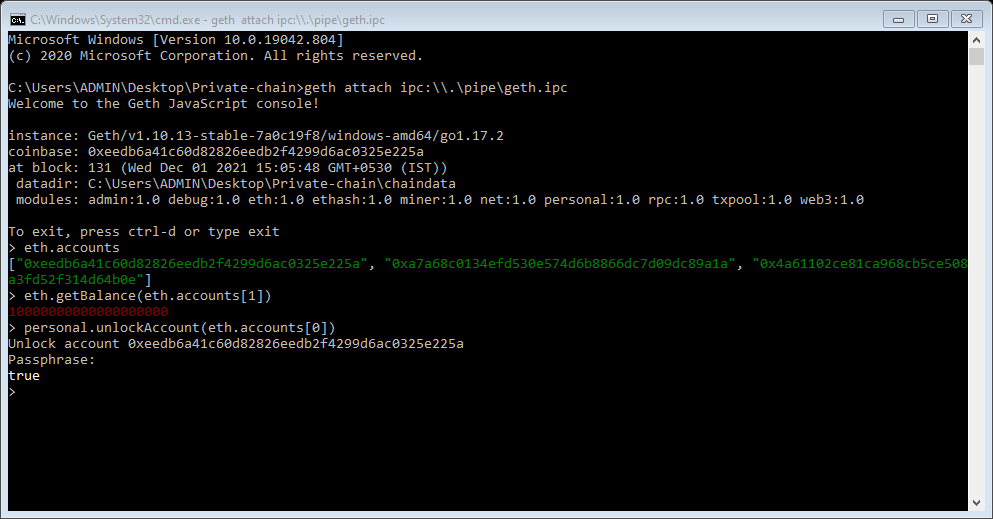 C:\Windows\System32\cmd.exe - geth  attach ipc:\\.\pipe\geth.ipc
Microsoft Windows [Version 10.0.19042.804]
(c) 2020 Microsoft Corporation. All rights reserved.
C:\Users\ADMIN\Desktop\Private-chain>geth attach ipc:\\.\pipe\geth.ipc
Welcome to the Geth JavaScript console!
instance: Geth/v1.10.13-stable-7a0c19f8/windows-amd64/go1.17.2
coinbase: 0xeedb6a41c60d82826eedb2f4299d6ac0325e225a
at block: 131 (Wed Dec 01 2021 15:05:48 GMT+0530 (IST))
 datadir: C:\Users\ADMIN\Desktop\Private-chain\chaindata
 modules: admin:1.0 debug:1.0 eth:1.0 ethash:1.0 miner:1.0 net:1.0 personal:1.0 rpc:1.0 txpool:1.0 web3:1.0
To exit, press ctrl-d or type exit
> eth.accounts
["0xeedb6a41c60d82826eedb2f4299d6ac0325e225a", "0xa7a68c0134efd530e574d6b8866dc7d09dc89a1a", "0x4a61102ce81ca968cb5ce508
a3fd52f314d64b0e"]
> eth.getBalance(eth.accounts[1])
10000000000000000000
> personal.unlockAccount(eth.accounts[0])
Unlock account 0xeedb6a41c60d82826eedb2f4299d6ac0325e225a
Passphrase:
true
>